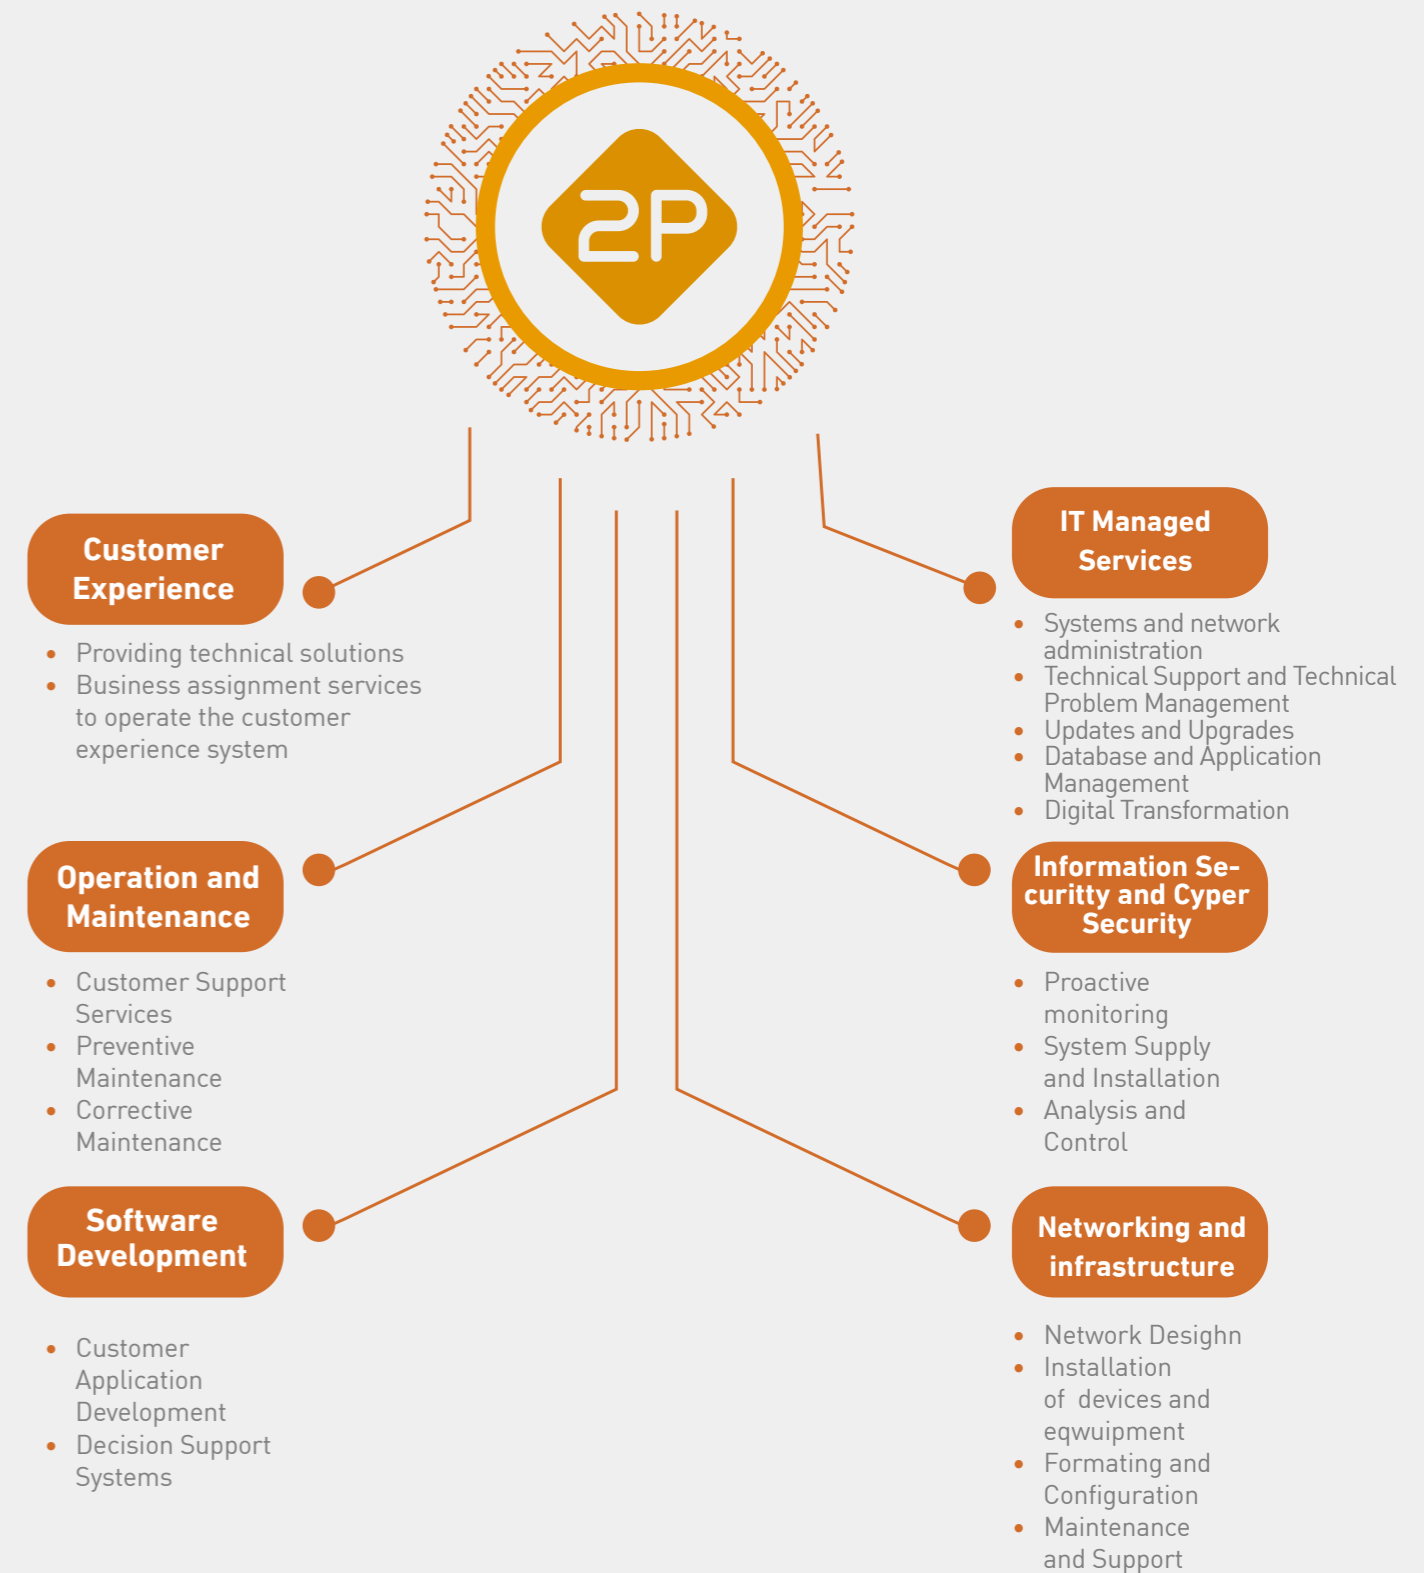 2P
Customer
Experience
• Providing technical solutions
• Business assignment services
to operate the customer
experience system
Operation and
Maintenance
• Customer Support
Services
• Preventive
Maintenance
• Corrective
Maintenance
Software
Development
• Customer
Application
Development
• Decision Support
Systems
IT Managed
Services
• Systems and network
administration
• Technical Support and Technical
Problem Management
• Updates and Upgrades
• Database and Application
Management
• Digital Transformation
Information Se-
curitty and Cyper
Security
• Proactive
monitoring
• System Supply
and Installation
• Analysis and
Control
Networking and
infrastructure
• Network Desighn
• Installation
of devices and
eqwuipment
• Formating and
Configuration
• Maintenance
and Support